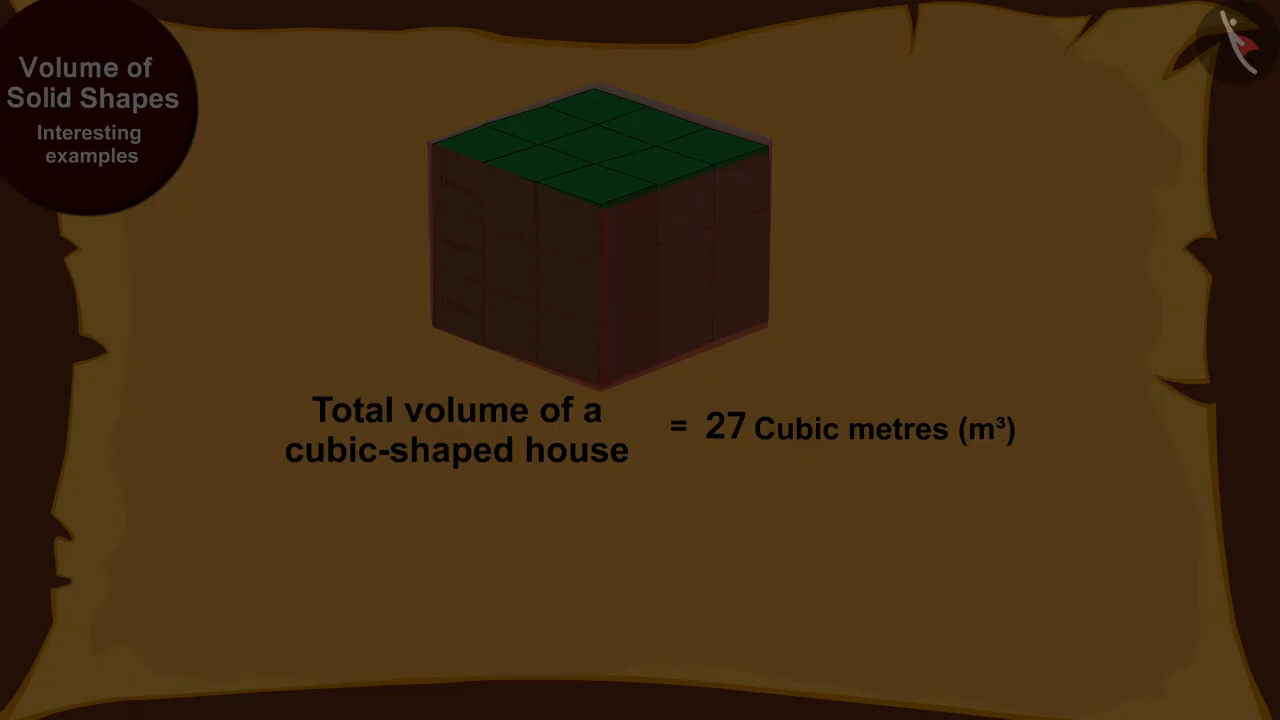 Volume of
Solid Shapes
Interesting
examples
Total volume of a
cubic-shaped house
= 27 Cubic metres (m³)